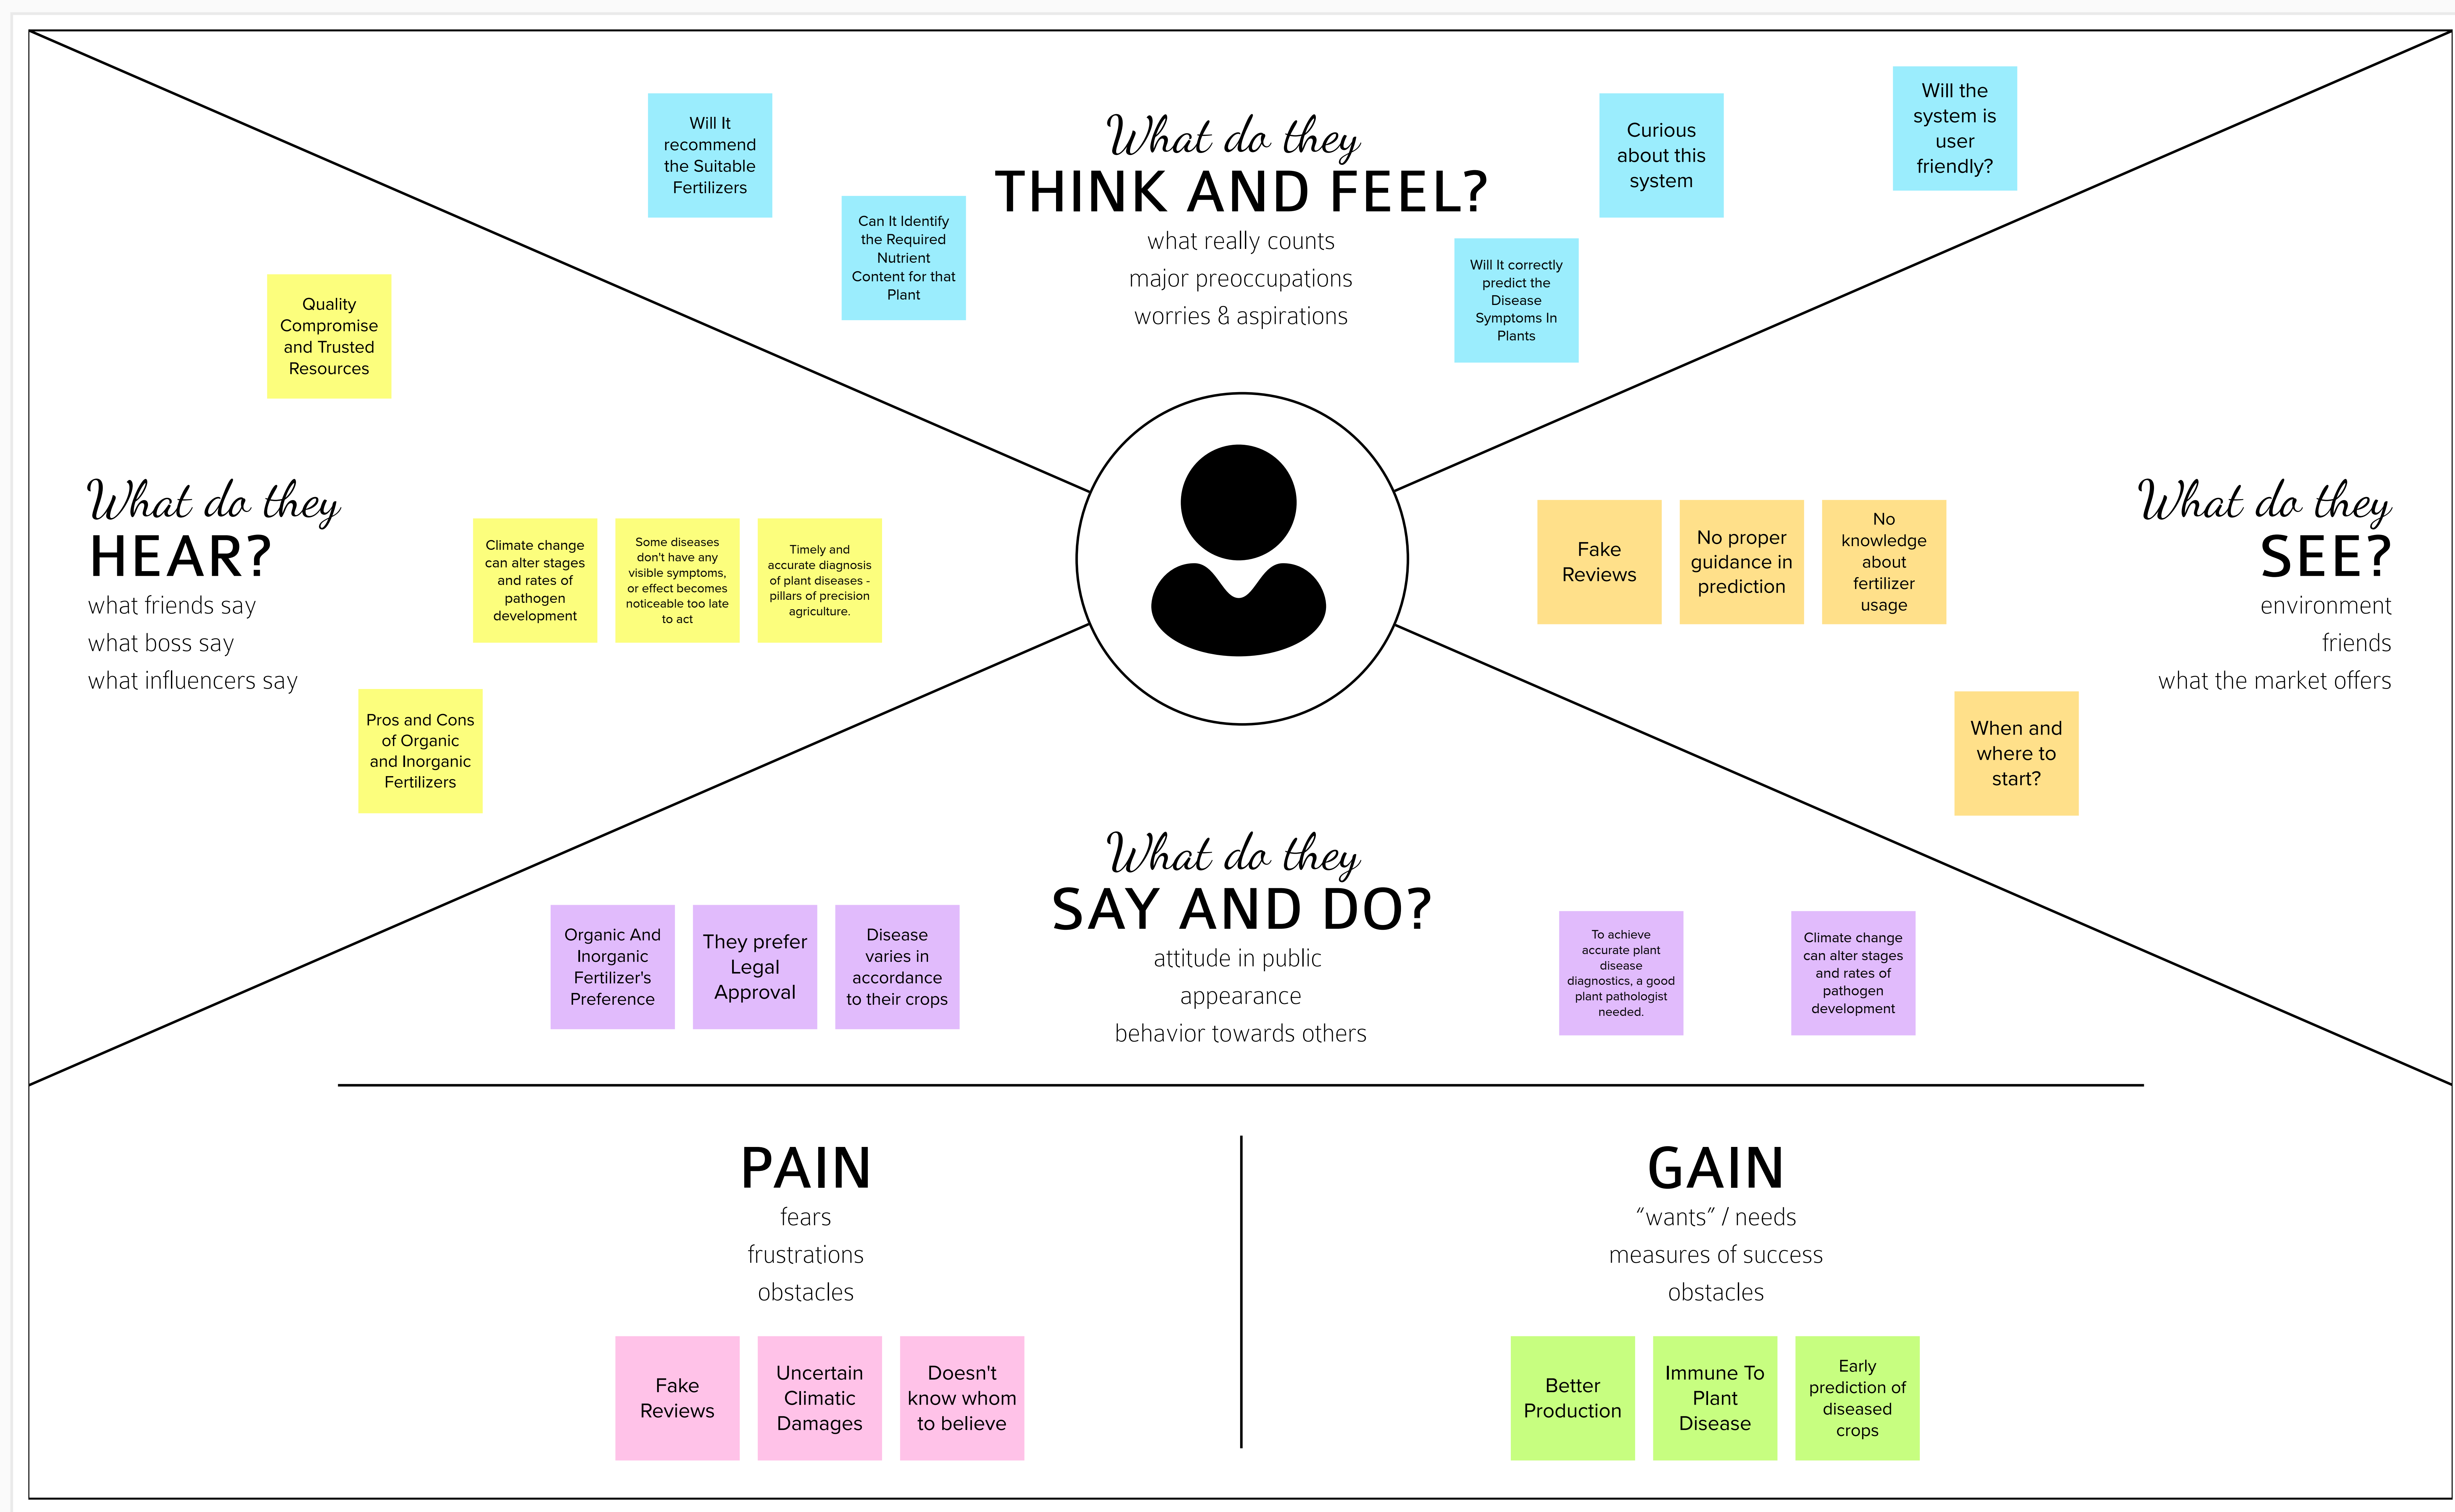 What do they
THINK AND FEEL?
what really counts
major preoccupations
worries & aspirations
Will It
recommend
the Suitable
Fertilizers
Can It Identify
the Required
Nutrient
Content for that
Plant
Curious
about this
system
Will the
system is
user
friendly?
Will It correctly
predict the
Disease
Symptoms In
Plants
What do they
HEAR?
what friends say
what boss say
what influencers say
Quality
Compromise
and Trusted
Resources
Climate change
can alter stages
and rates of
pathogen
development
Some diseases
don't have any
visible symptoms,
or effect becomes
noticeable too late
to act
Timely and
accurate diagnosis
of plant diseases -
pillars of precision
agriculture.
Pros and Cons
of Organic
and Inorganic
Fertilizers
What do they
SEE?
environment
friends
what the market offers
Fake
Reviews
No proper
guidance in
prediction
No
knowledge
about
fertilizer
usage
When and
where to
start?
What do they
SAY AND DO?
attitude in public
appearance
behavior towards others
Organic And
Inorganic
Fertilizer's
Preference
They prefer
Legal
Approval
Disease
varies in
accordance
to their crops
To achieve
accurate plant
disease
diagnostics, a good
plant pathologist
needed.
Climate change
can alter stages
and rates of
pathogen
development
PAIN
fears
frustrations
obstacles
Fake
Reviews
Uncertain
Climatic
Damages
Doesn't
know whom
to believe
GAIN
“wants” / needs
measures of success
obstacles
Better
Production
Immune To
Plant
Disease
Early
prediction of
diseased
crops